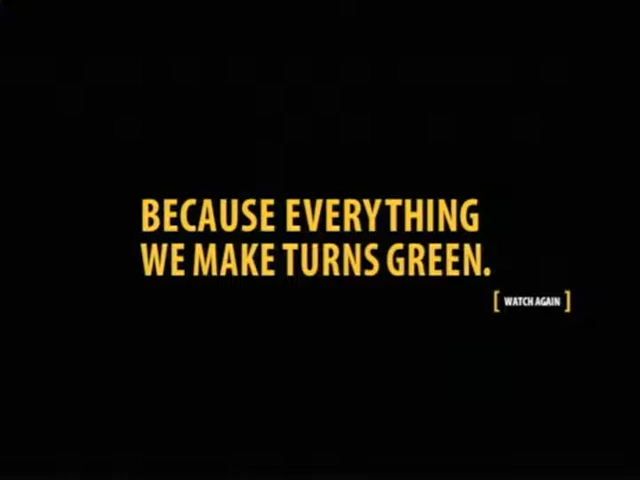 BECAUSE EVERYTHING
WE MAKE TURNS GREEN.
[ WATCH AGAIN ]